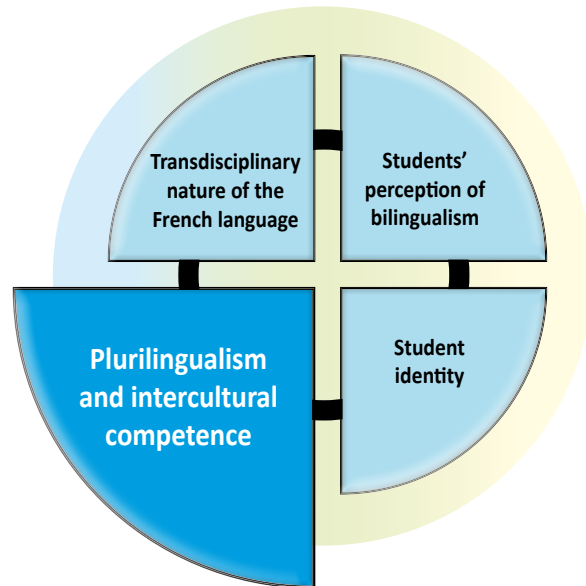 Transdisciplinary
nature of the
French language
Students’
perception of
bilingualism
Plurilingualism
and intercultural
competence
Student
identity